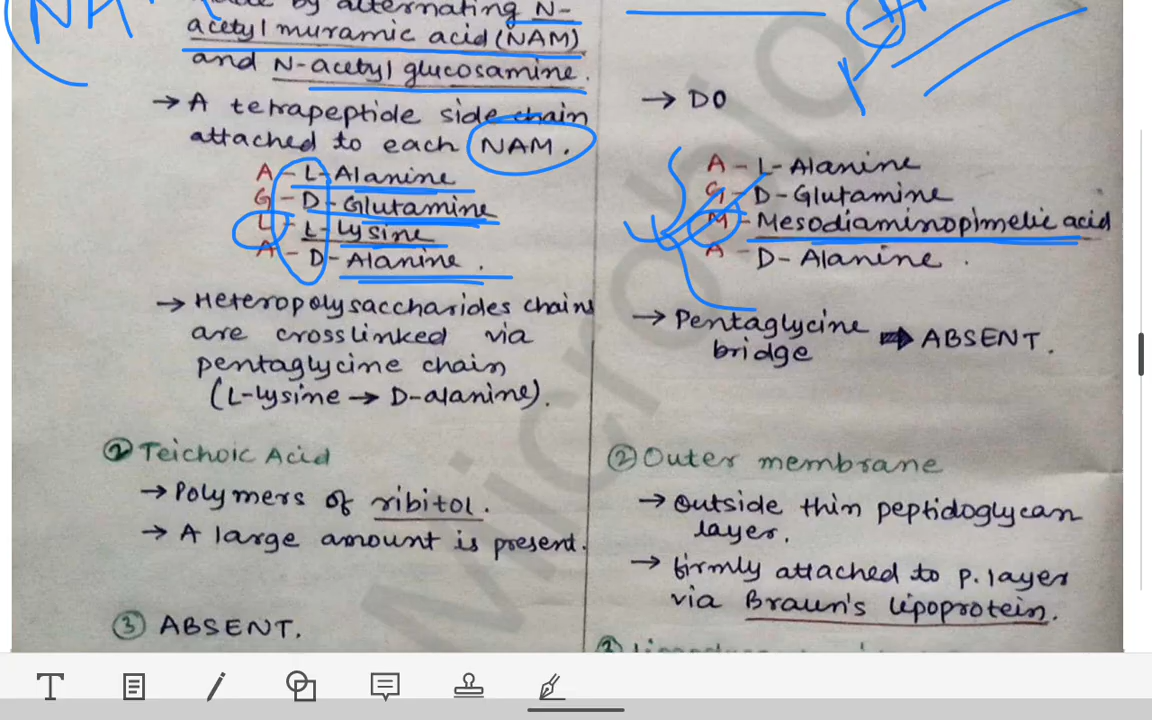 NA
made by alternating N-
acetyl muramic acid (NAM)
and N-acetyl glucosamine.
→ A tetrapeptide side chain
attached to each NAM.
A - L-Alanine
G - D-Glutamine
L - L-Lysine
A - D-Alanine.
→ Heteropolysaccharides chains
are crosslinked via
pentaglycine chain
(L-lysine → D-alanine).
② Teichoic Acid
→ Polymers of ribitol.
→ A large amount is present.
③ ABSENT.
→ DO
A - L-Alanine
G - D-Glutamine
M - Mesodiaminopimelic acid
A - D-Alanine.
→ Pentaglycine ➡ ABSENT.
bridge
② Outer membrane
→ Outside thin peptidoglycan
layer.
→ firmly attached to p. layer
via Braun's lipoprotein.
T